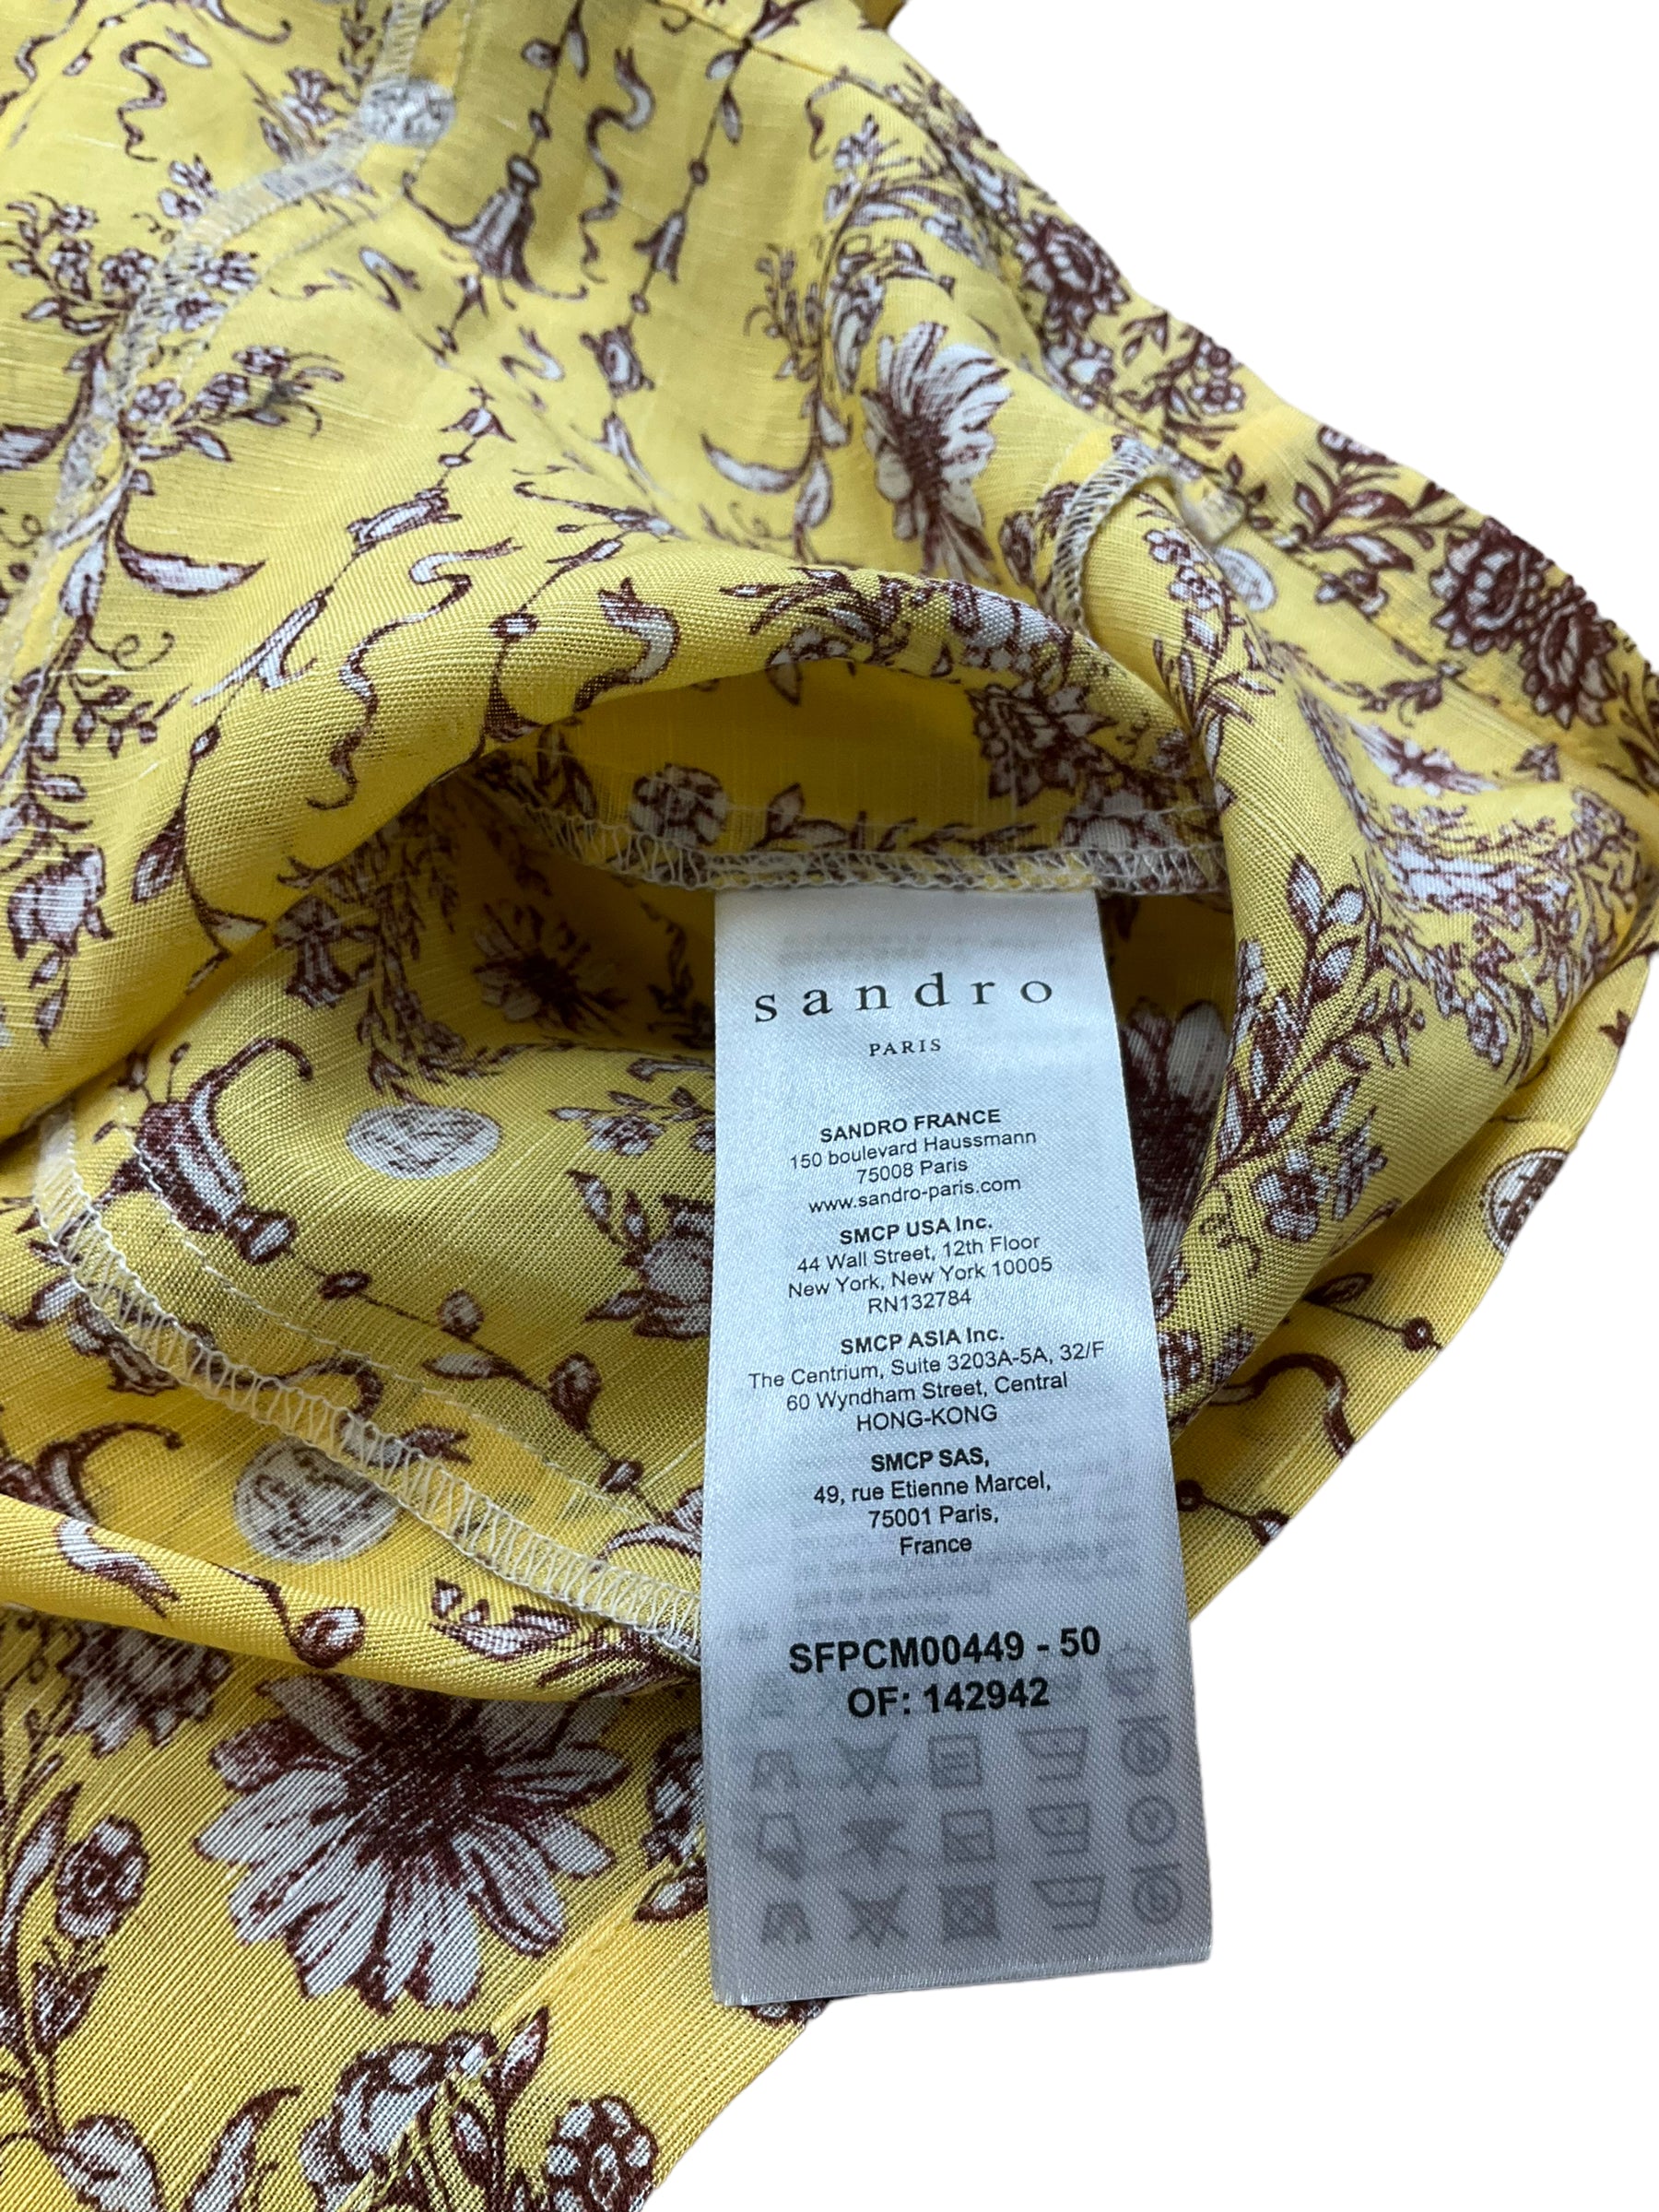 sandro
PARIS
SANDRO FRANCE
150 boulevard Haussmann
75008 Paris
www.sandro-paris.com
SMCP USA Inc.
44 Wall Street, 12th Floor
New York, New York 10005
RN132784
SMCP ASIA Inc.
The Centrium, Suite 3203A-5A, 32/F
60 Wyndham Street, Central
HONG-KONG
SMCP SAS,
49, rue Etienne Marcel,
75001 Paris,
France
SFPCM00449 - 50
OF: 142942